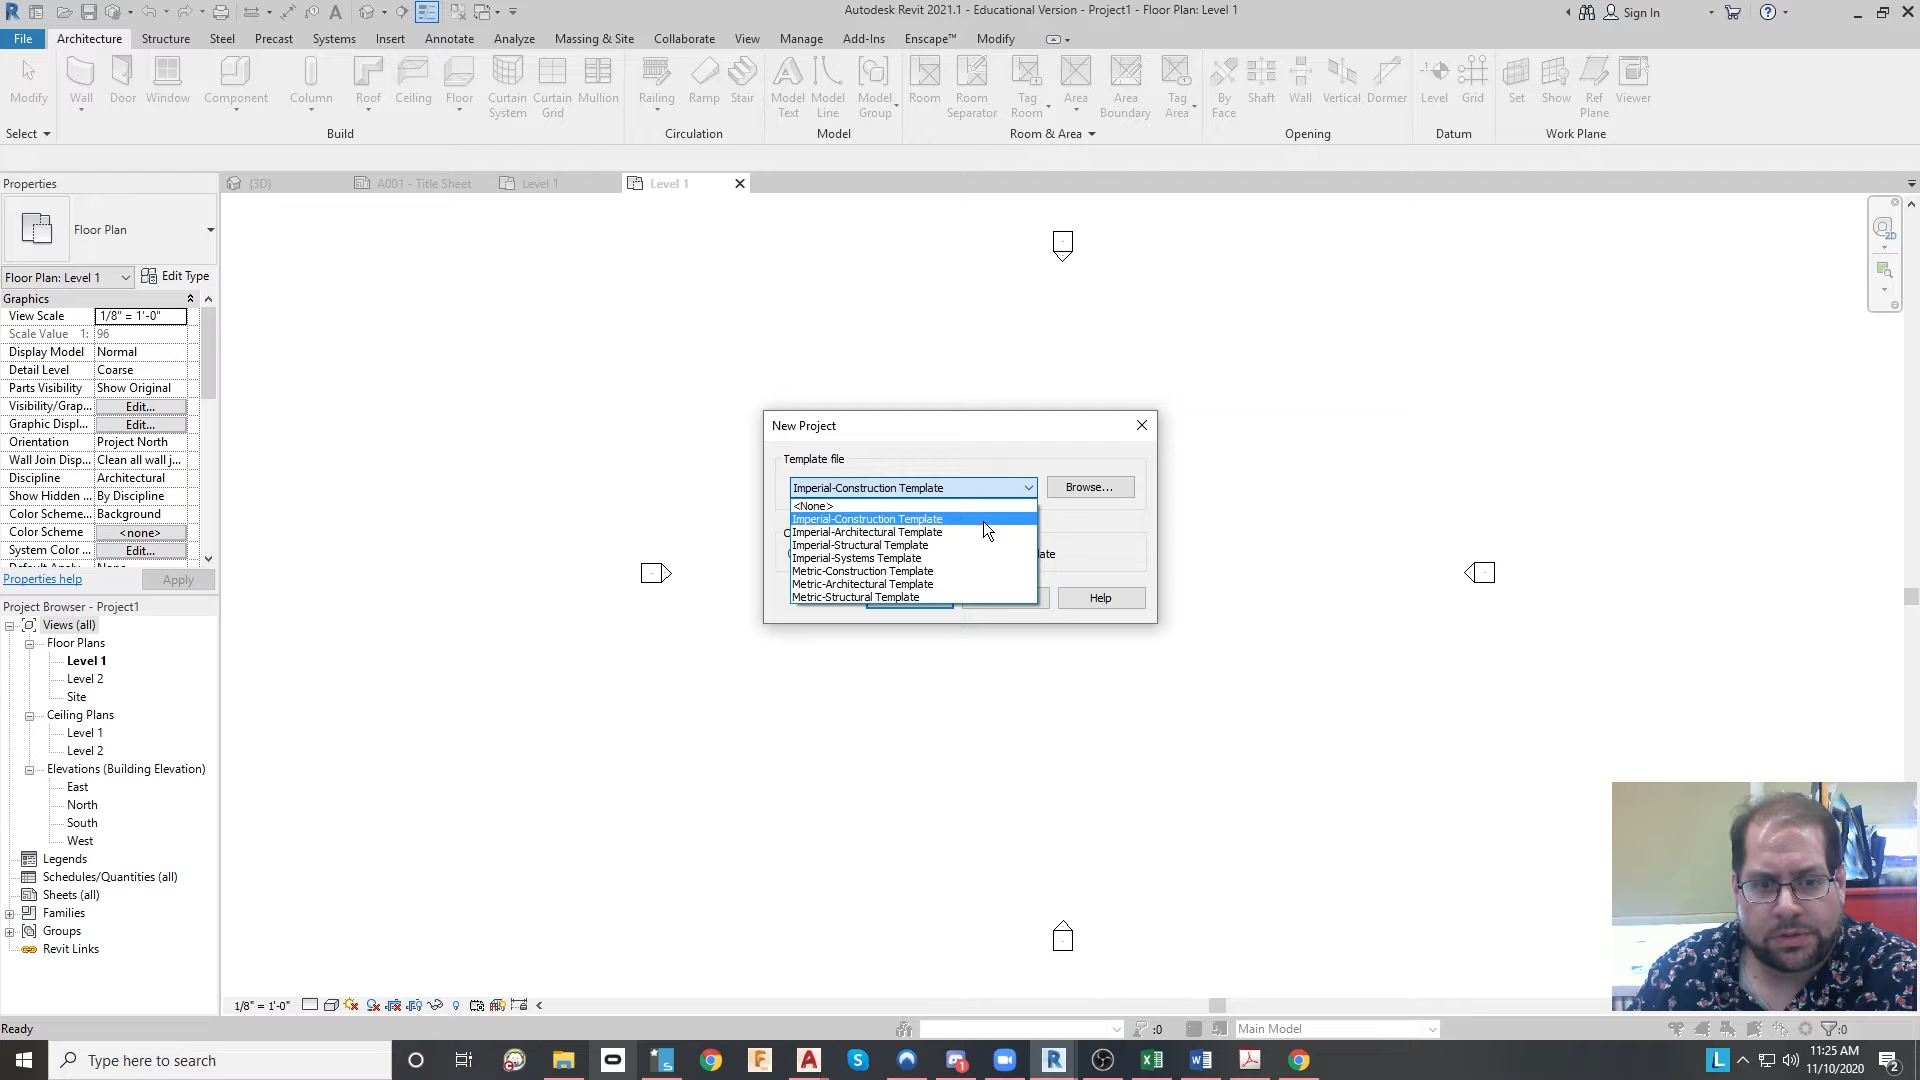 Autodesk Revit 2021.1 - Educational Version - Project1 - Floor Plan: Level 1
Sign In
File Architecture Structure Steel Precast Systems Insert Annotate Analyze Massing & Site Collaborate View Manage Add-Ins Enscape™ Modify
Modify Wall Door Window Component Column Roof Ceiling Floor Curtain System Curtain Grid Mullion Railing Ramp Stair Model Text Model Line Model Group Room Room Separator Tag Room Area Area Boundary Tag Area By Face Shaft Wall Vertical Dormer Level Grid Set Show Ref Plane Viewer
Select Build Circulation Model Room & Area Opening Datum Work Plane
Properties
{3D} A001 - Title Sheet Level 1 Level 1
Floor Plan
Floor Plan: Level 1 Edit Type
Graphics
View Scale 1/8" = 1'-0"
Scale Value 1: 96
Display Model Normal
Detail Level Coarse
Parts Visibility Show Original
Visibility/Grap... Edit...
Graphic Displ... Edit...
Orientation Project North
Wall Join Disp... Clean all wall j...
Discipline Architectural
Show Hidden ... By Discipline
Color Scheme... Background
Color Scheme <none>
System Color ... Edit...
Properties help Apply
Project Browser - Project1
Views (all)
Floor Plans
Level 1
Level 2
Site
Ceiling Plans
Level 1
Level 2
Elevations (Building Elevation)
East
North
South
West
Legends
Schedules/Quantities (all)
Sheets (all)
Families
Groups
Revit Links
2D
New Project
Template file
Imperial-Construction Template Browse...
<None>
Imperial-Construction Template
Imperial-Architectural Template
Imperial-Structural Template
Imperial-Systems Template
Metric-Construction Template
Metric-Architectural Template
Metric-Structural Template
Help
1/8" = 1'-0"
Ready :0 Main Model :0
Type here to search
11:25 AM
11/10/2020
2